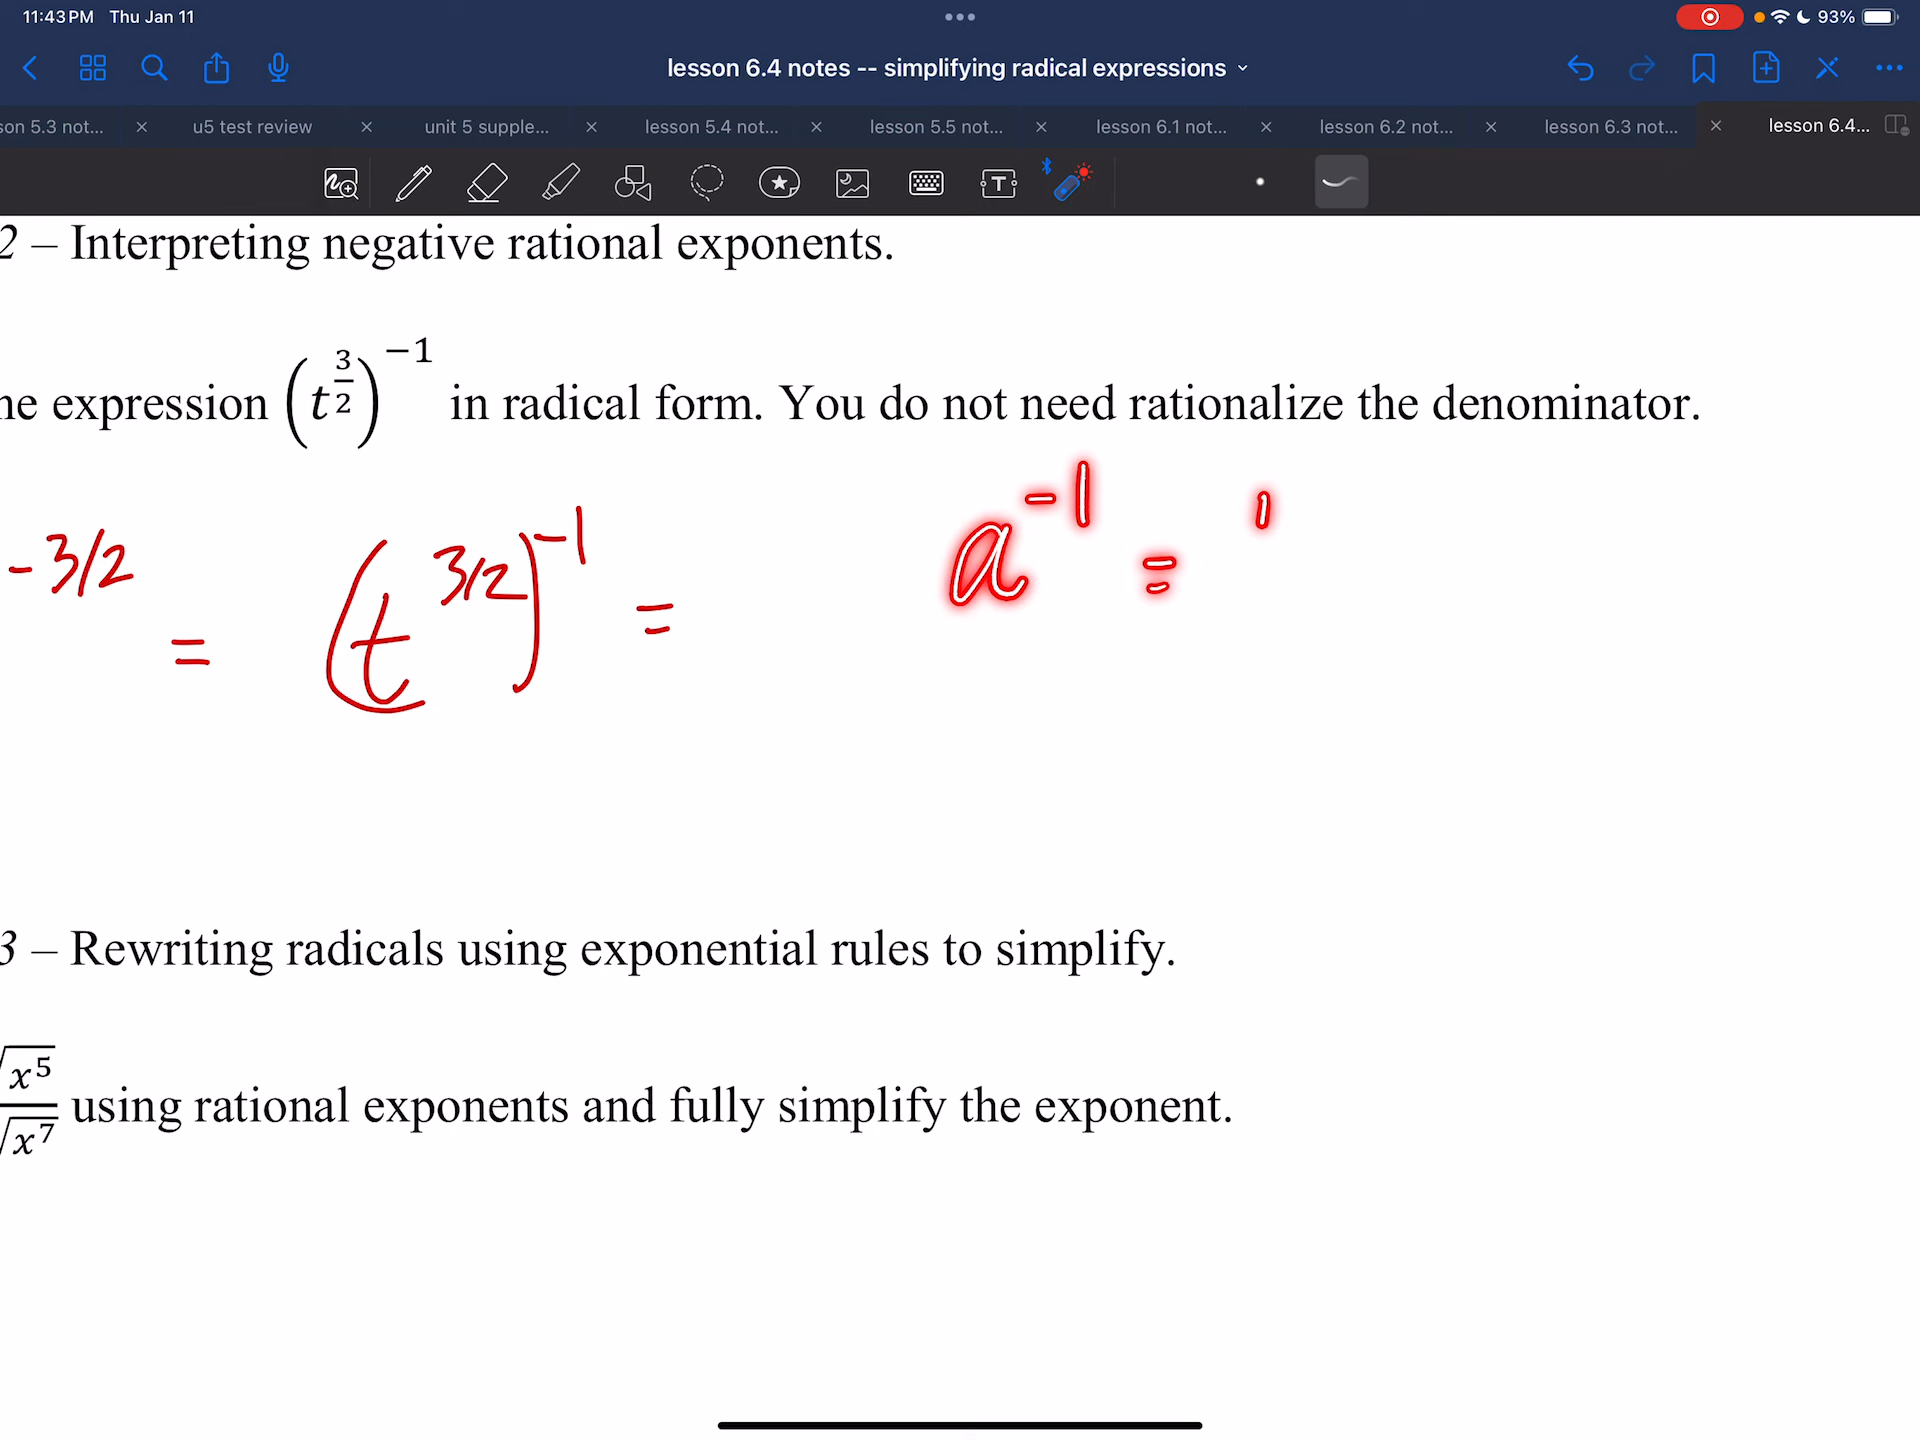 11:43 PM Thu Jan 11
93%
lesson 6.4 notes -- simplifying radical expressions
son 5.3 not... u5 test review unit 5 supple... lesson 5.4 not... lesson 5.5 not... lesson 6.1 not... lesson 6.2 not... lesson 6.3 not... lesson 6.4...
2 – Interpreting negative rational exponents.
he expression (t^(3/2))^−1 in radical form. You do not need rationalize the denominator.
-3/2 = (t^3/2)^-1 = a^-1 = 1
3 – Rewriting radicals using exponential rules to simplify.
√x^5 / √x^7 using rational exponents and fully simplify the exponent.